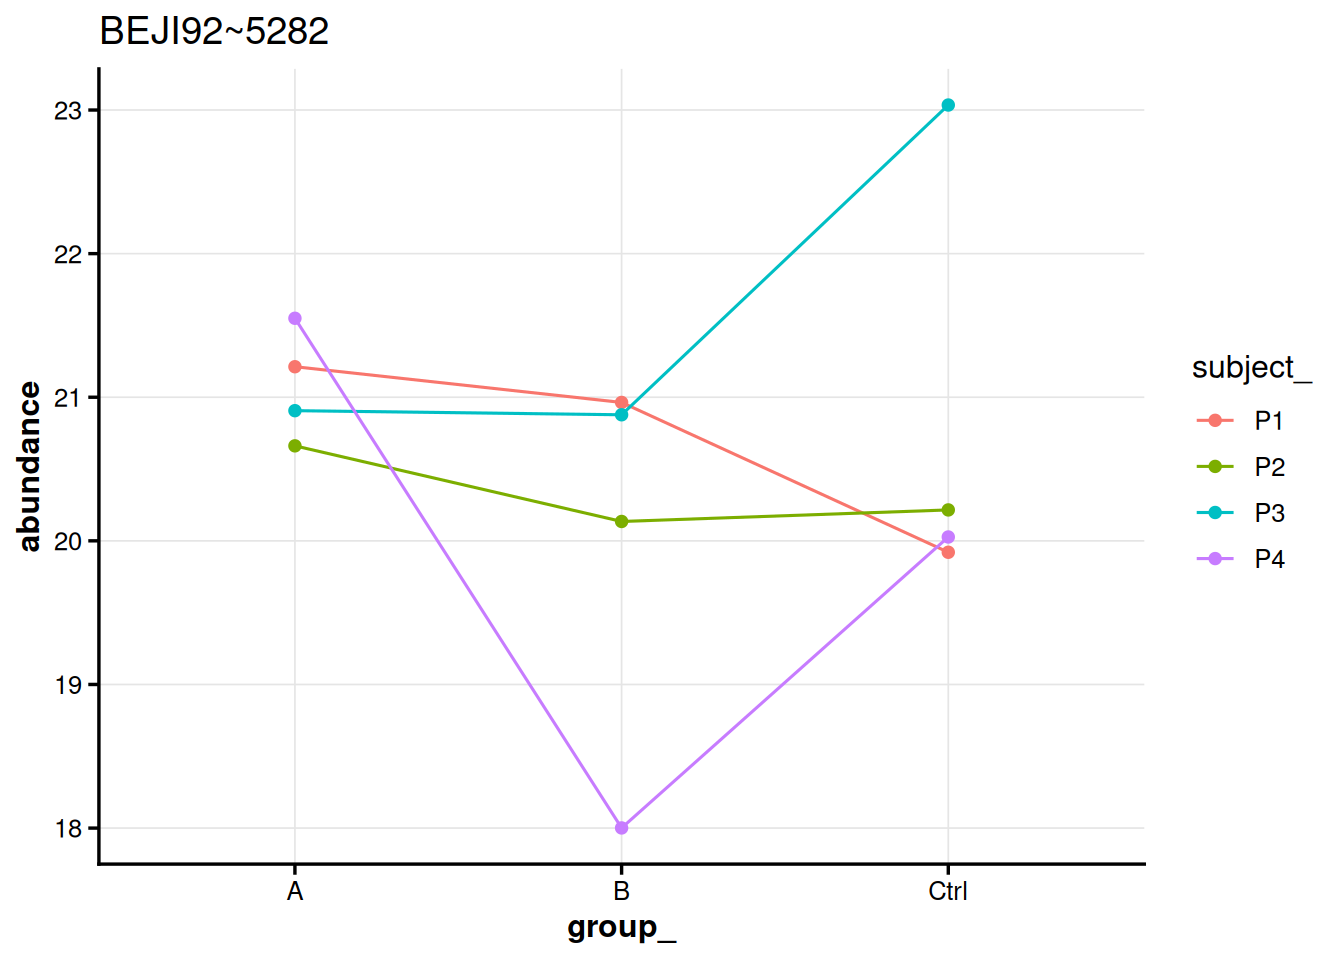 BEJI92~5282
23
22
21
20
19
18
abundance
A
B
Ctrl
group_
subject_
P1
P2
P3
P4